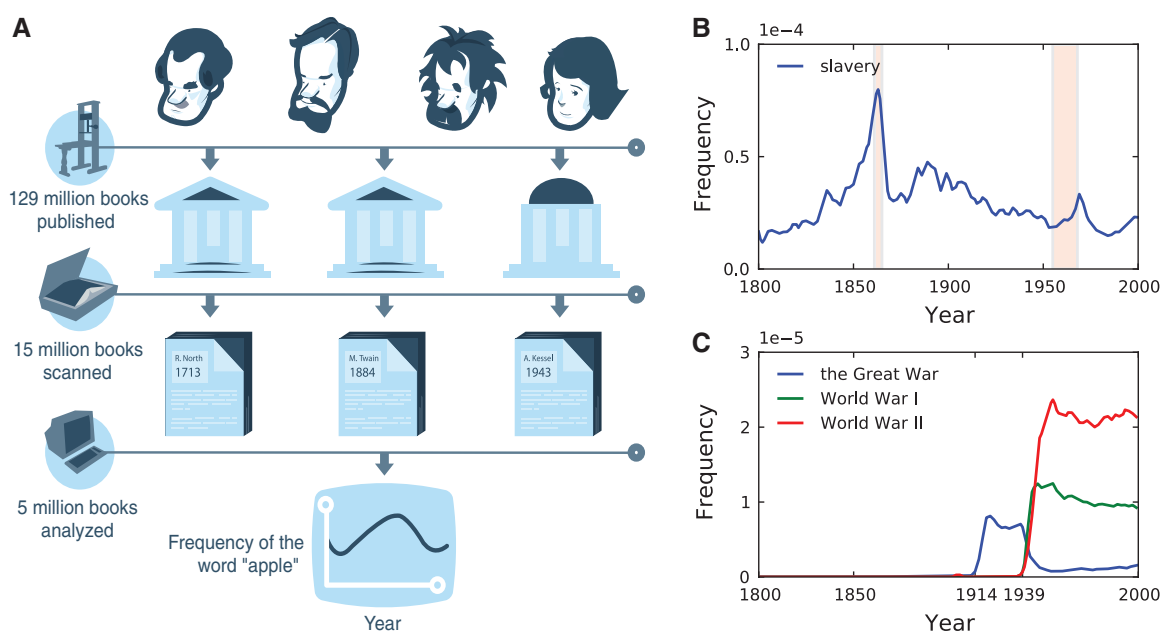 A
129 million books
published
15 million books
scanned
R. North
1713
M. Twain
1884
A. Kessel
1943
5 million books
analyzed
Frequency of the
word "apple"
Year
B
1e-4
1.0
0.5
0.0
Frequency
slavery
1800
1850
1900
1950
2000
Year
C
1e-5
3
2
1
0
Frequency
the Great War
World War I
World War II
1800
1850
1914
1939
2000
Year